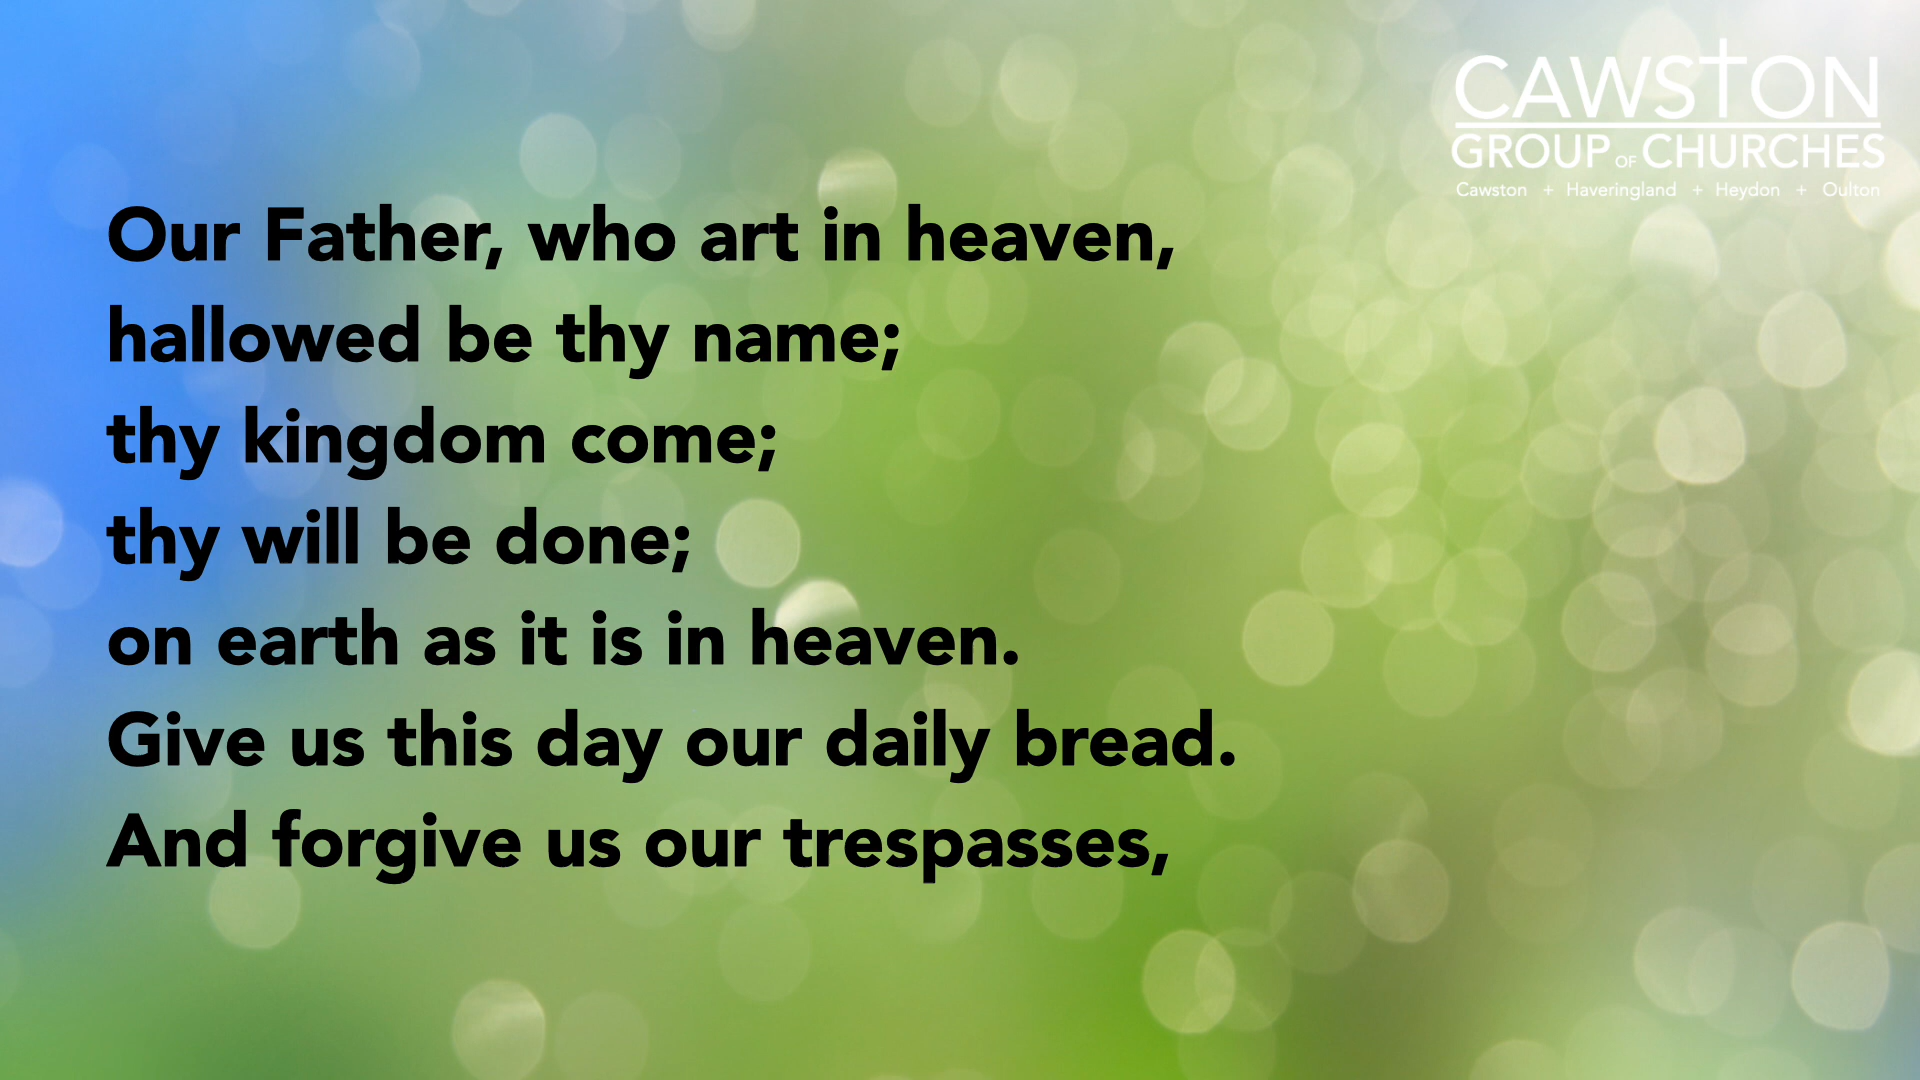 CAWSTON
GROUP OF CHURCHES
Cawston + Haveringland + Heydon + Oulton
Our Father, who art in heaven,
hallowed be thy name;
thy kingdom come;
thy will be done;
on earth as it is in heaven.
Give us this day our daily bread.
And forgive us our trespasses,